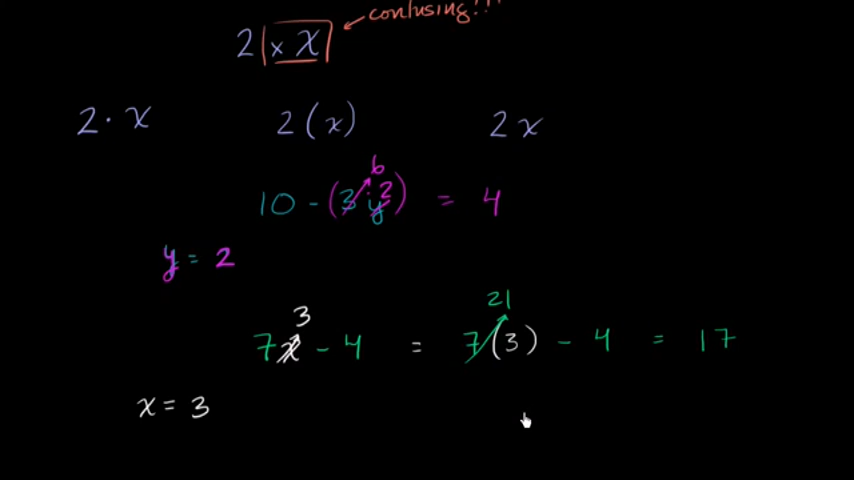 confusing!!!
2 × x
2 · x 2(x) 2x
6
10 - (3y · 2) = 4
y = 2
3 21
7x - 4 = 7(3) - 4 = 17
x = 3